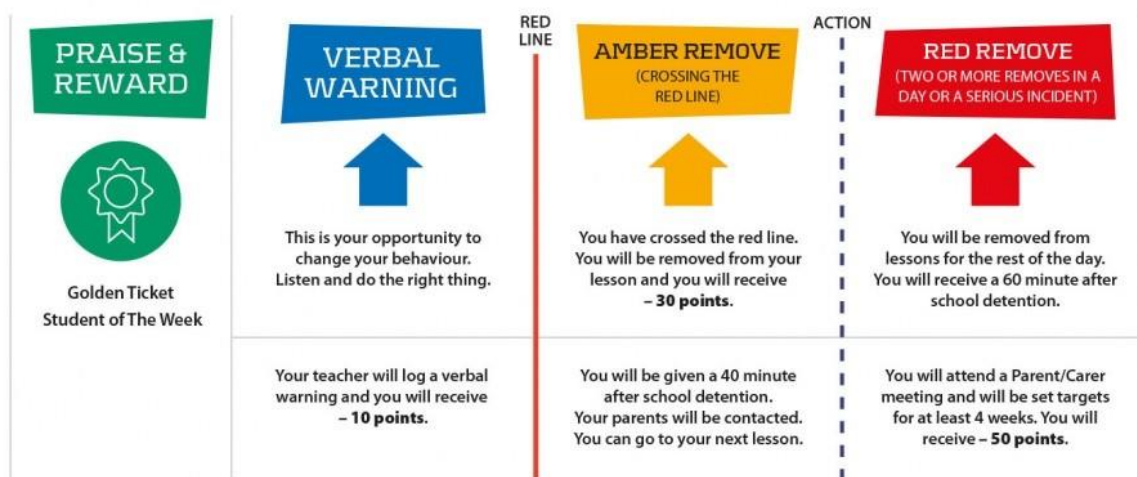 PRAISE &
REWARD
Golden Ticket
Student of The Week
VERBAL
WARNING
This is your opportunity to
change your behaviour.
Listen and do the right thing.
Your teacher will log a verbal
warning and you will receive
– 10 points.
RED
LINE
AMBER REMOVE
(CROSSING THE
RED LINE)
You have crossed the red line.
You will be removed from your
lesson and you will receive
– 30 points.
You will be given a 40 minute
after school detention.
Your parents will be contacted.
You can go to your next lesson.
ACTION
RED REMOVE
(TWO OR MORE REMOVES IN A
DAY OR A SERIOUS INCIDENT)
You will be removed from
lessons for the rest of the day.
You will receive a 60 minute after
school detention.
You will attend a Parent/Carer
meeting and will be set targets
for at least 4 weeks. You will
receive – 50 points.